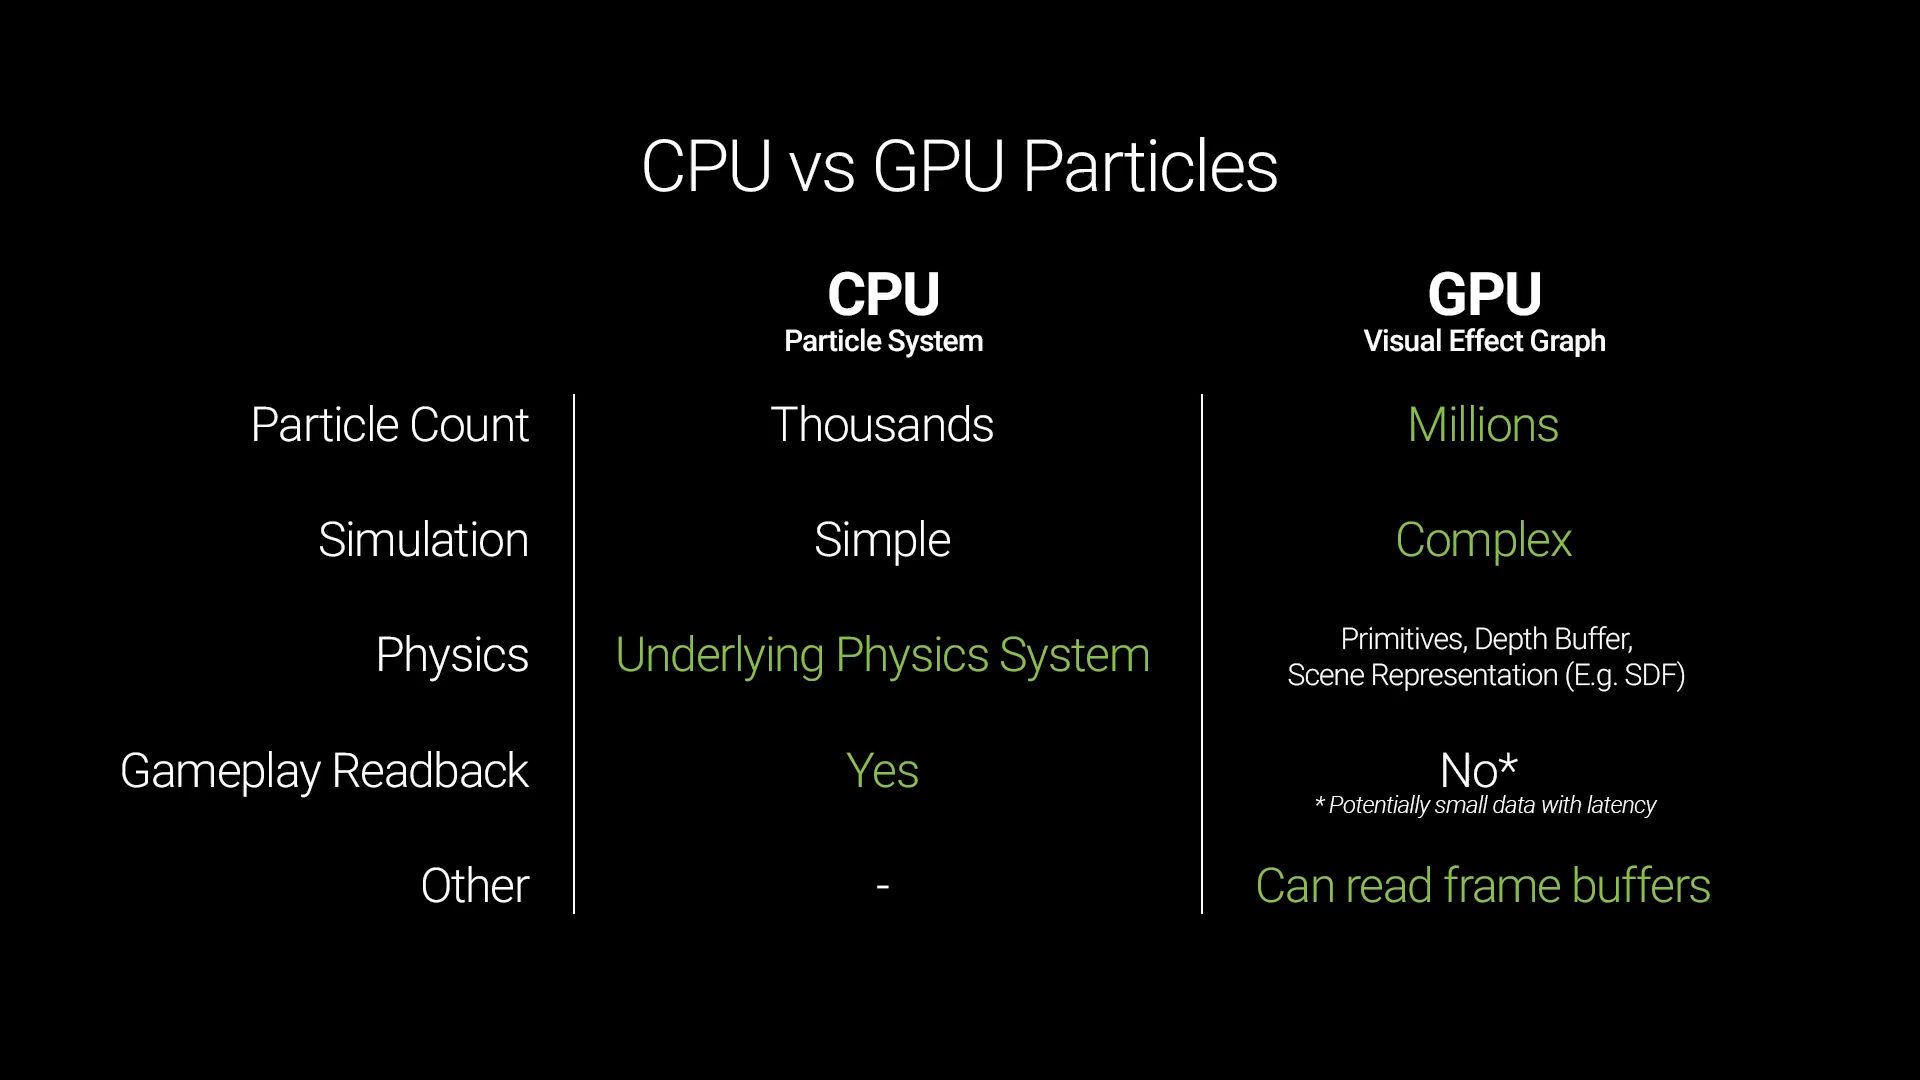 CPU vs GPU Particles
CPU
Particle System
GPU
Visual Effect Graph
Particle Count
Thousands
Millions
Simulation
Simple
Complex
Physics
Underlying Physics System
Primitives, Depth Buffer,
Scene Representation (E.g. SDF)
Gameplay Readback
Yes
No*
* Potentially small data with latency
Other
-
Can read frame buffers